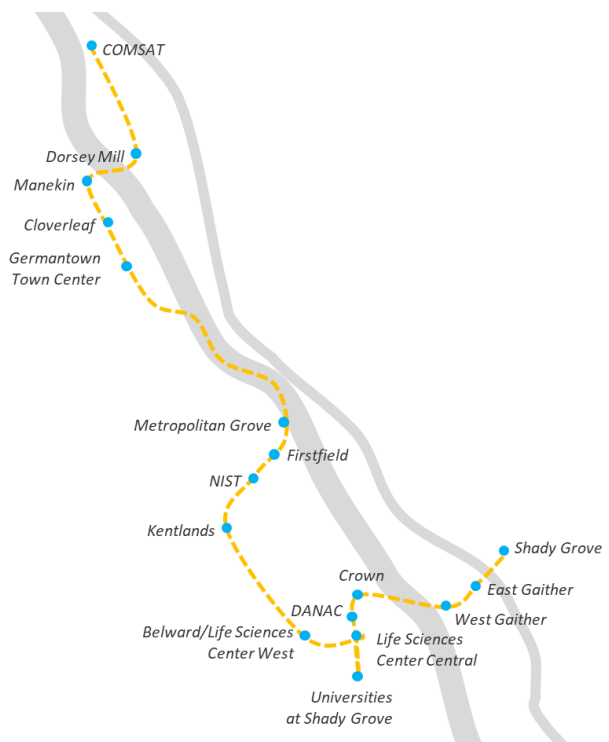 COMSAT
Dorsey Mill
Manekin
Cloverleaf
Germantown
Town Center
Metropolitan Grove
Firstfield
NIST
Kentlands
Shady Grove
Crown
East Gaither
DANAC
West Gaither
Belward/Life Sciences
Center West
Life Sciences
Center Central
Universities
at Shady Grove